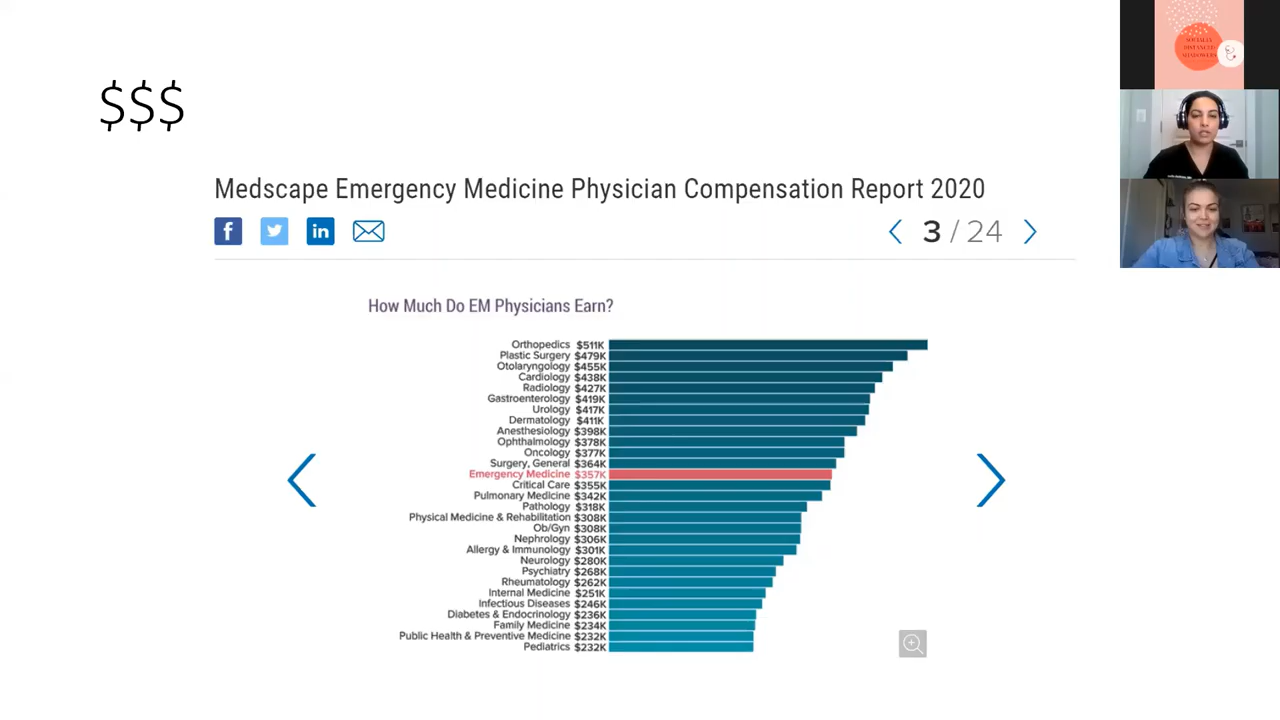 $$$
Medscape Emergency Medicine Physician Compensation Report 2020
3 / 24
How Much Do EM Physicians Earn?
Orthopedics $511K
Plastic Surgery $479K
Otolaryngology $455K
Cardiology $438K
Radiology $427K
Gastroenterology $419K
Urology $417K
Dermatology $411K
Anesthesiology $398K
Ophthalmology $378K
Oncology $377K
Surgery, General $364K
Emergency Medicine $357K
Critical Care $355K
Pulmonary Medicine $342K
Pathology $318K
Physical Medicine & Rehabilitation $308K
Ob/Gyn $308K
Nephrology $306K
Allergy & Immunology $301K
Neurology $280K
Psychiatry $268K
Rheumatology $262K
Internal Medicine $251K
Infectious Diseases $246K
Diabetes & Endocrinology $236K
Family Medicine $234K
Public Health & Preventive Medicine $232K
Pediatrics $232K
SOCIALLY
DISTANCED
SHADOWERS